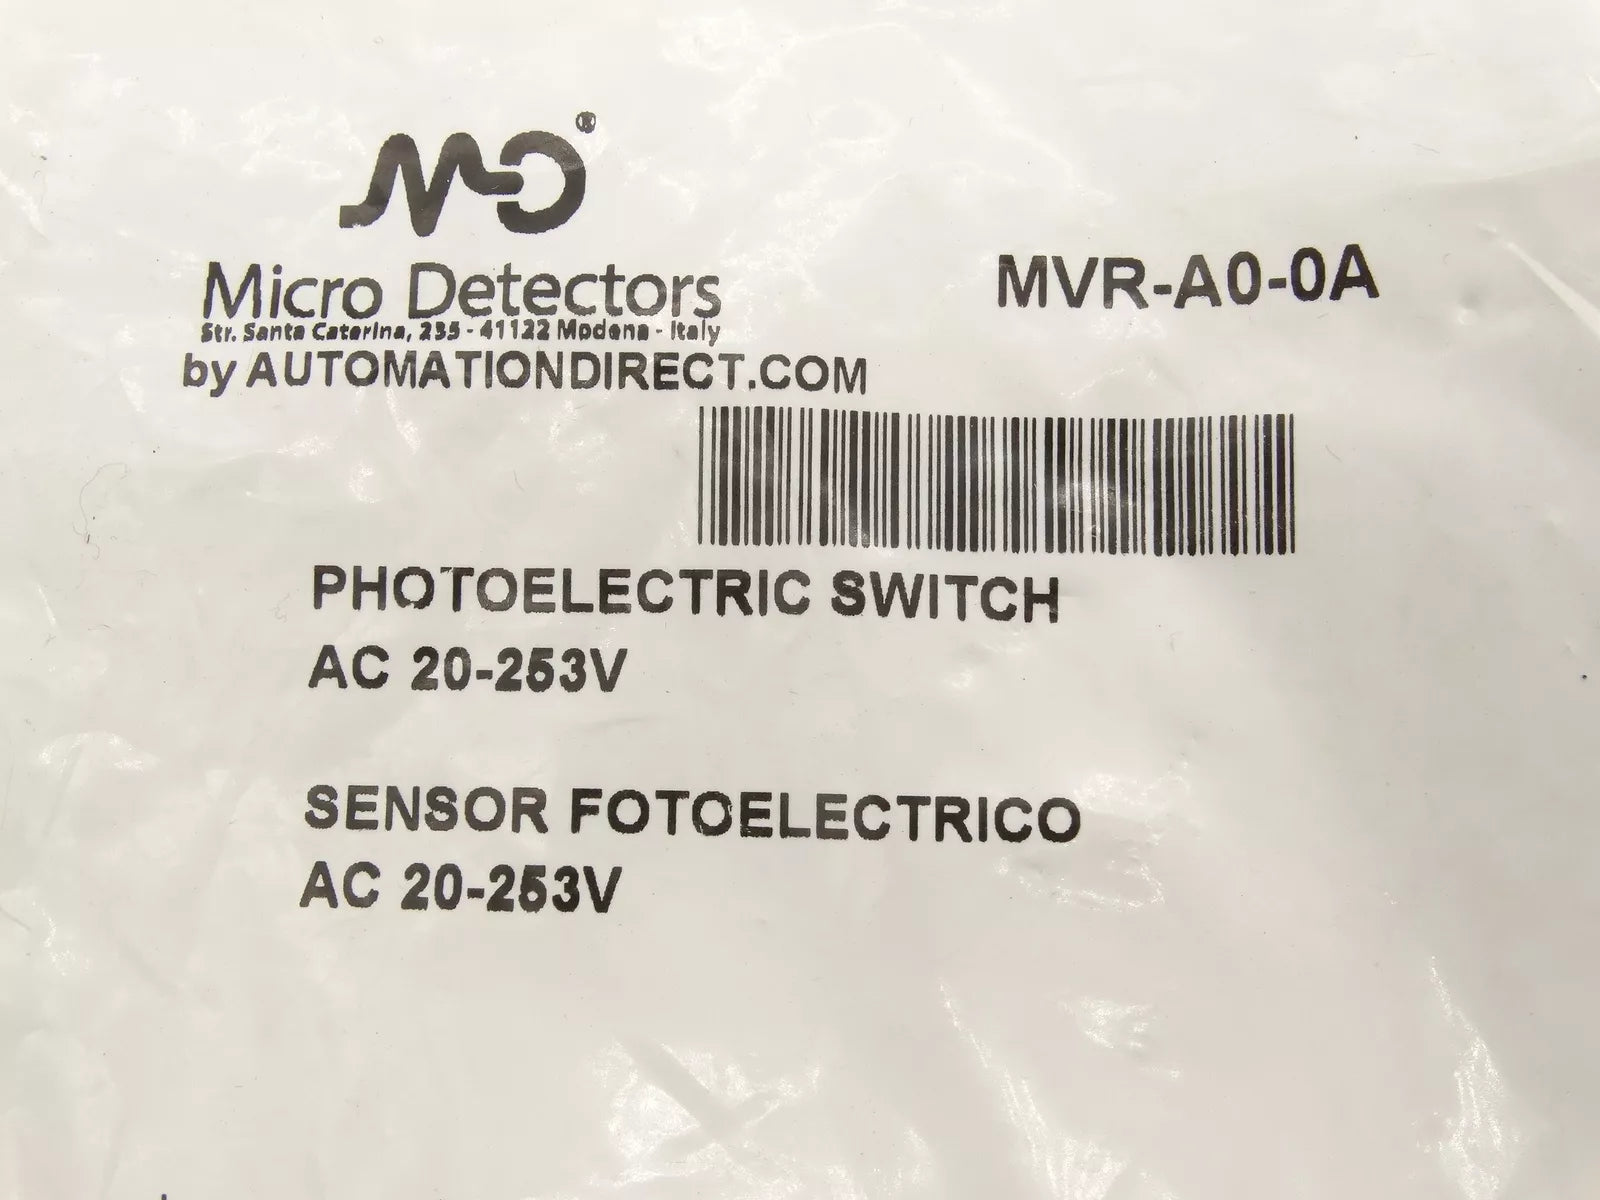 MD®
Micro Detectors
Str. Santa Caterina, 235 - 41122 Modena - Italy
by AUTOMATIONDIRECT.COM
MVR-A0-0A
PHOTOELECTRIC SWITCH
AC 20-253V
SENSOR FOTOELECTRICO
AC 20-253V